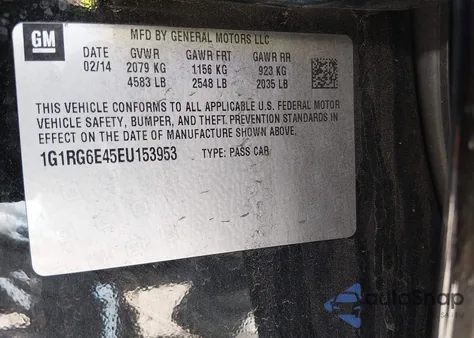 GM
MFD BY GENERAL MOTORS LLC
DATE GVWR GAWR FRT GAWR RR
02/14 2079 KG 1156 KG 923 KG
4583 LB 2548 LB 2035 LB
THIS VEHICLE CONFORMS TO ALL APPLICABLE U.S. FEDERAL MOTOR
VEHICLE SAFETY, BUMPER, AND THEFT PREVENTION STANDARDS IN
EFFECT ON THE DATE OF MANUFACTURE SHOWN ABOVE.
1G1RG6E45EU153953 TYPE: PASS CAR
autoSnap